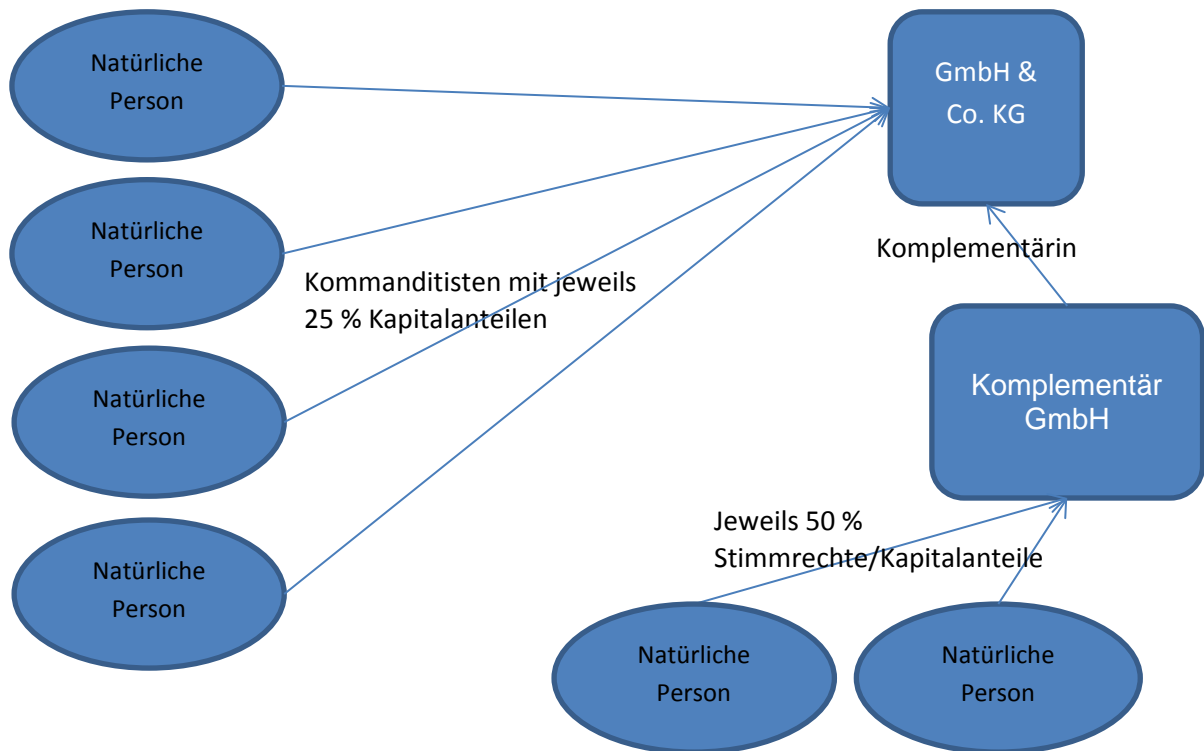 Natürliche
Person
GmbH &
Co. KG
Natürliche
Person
Komplementärin
Kommanditisten mit jeweils
25 % Kapitalanteilen
Natürliche
Person
Komplementär
GmbH
Jeweils 50 %
Stimmrechte/Kapitalanteile
Natürliche
Person
Natürliche
Person
Natürliche
Person